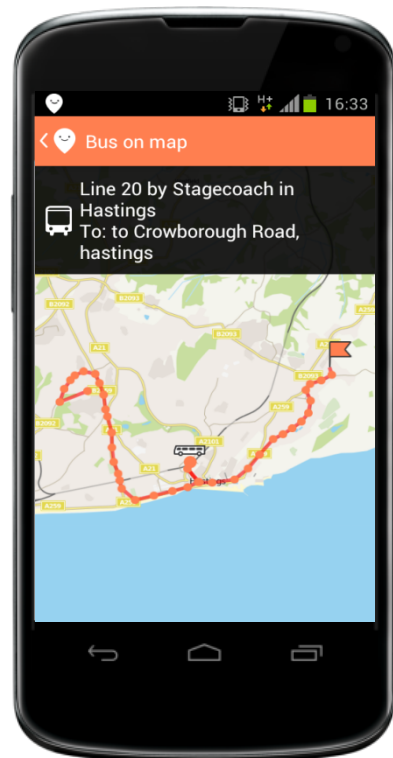 H+
16:33
Bus on map
Line 20 by Stagecoach in
Hastings
To: to Crowborough Road,
hastings
B2092
B2093
A21
B2093
B2093
A259
A2101
A21
A259
Hastings